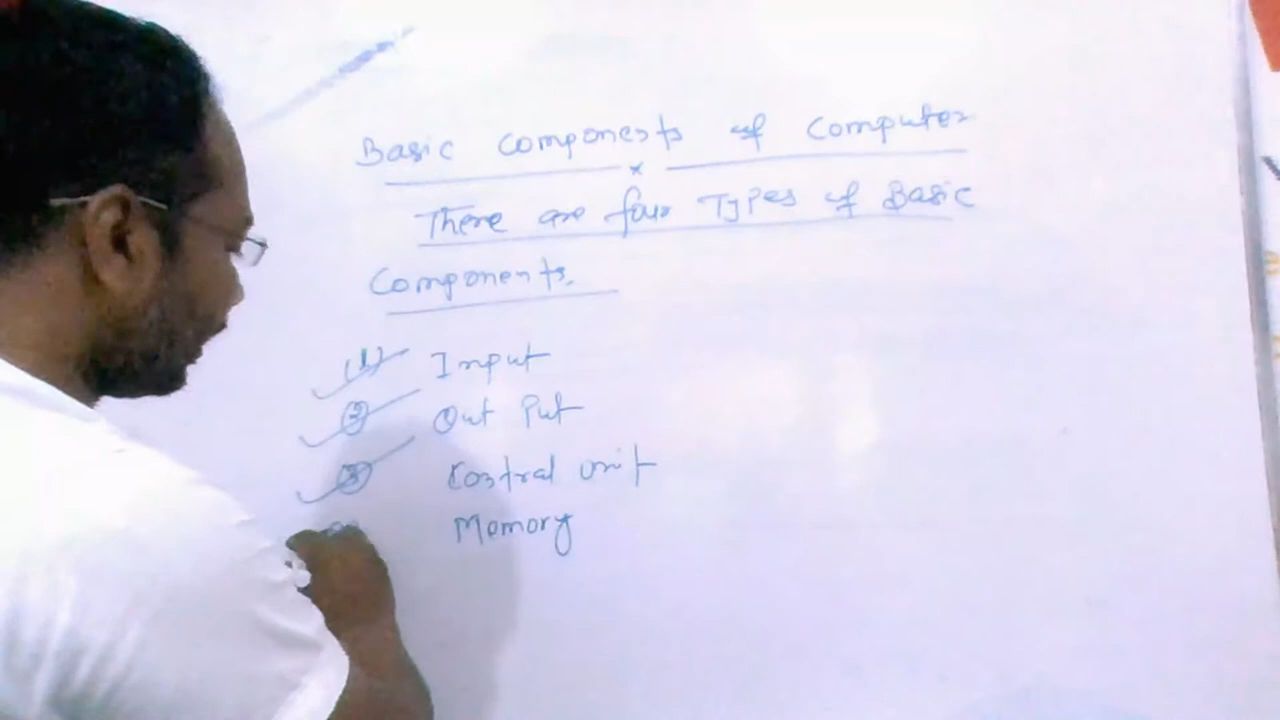 Basic Components of Computer
There are four Types of Basic
Components.
(1) Input
② Out Put
③ Control unit
Memory